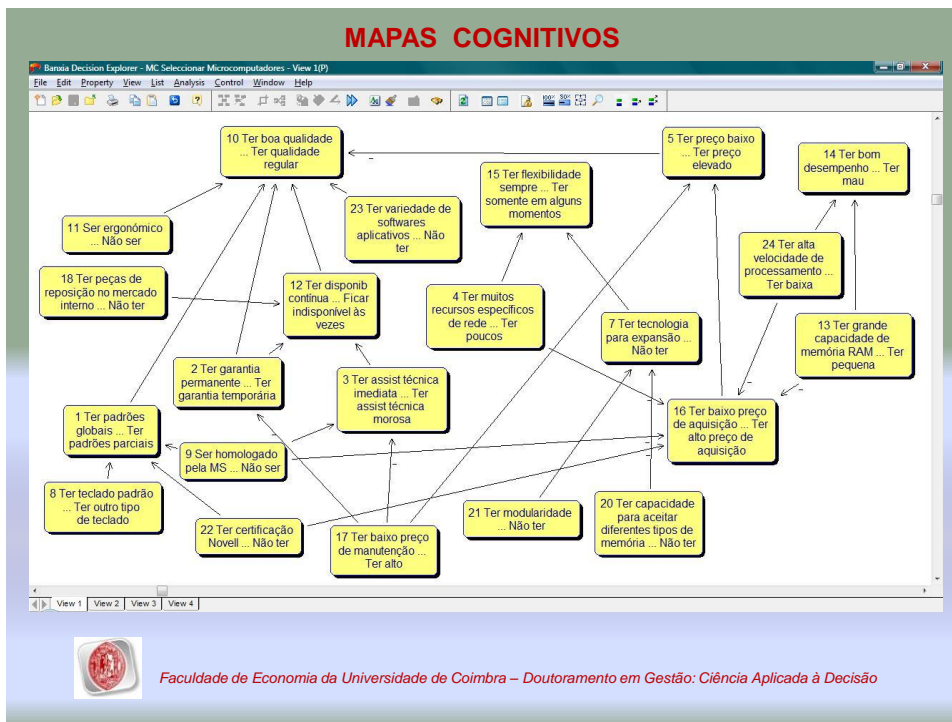 MAPAS COGNITIVOS
Banxia Decision Explorer - MC Seleccionar Microcomputadores - View 1(P)
File Edit Property View List Analysis Control Window Help
10 Ter boa qualidade
... Ter qualidade
regular
5 Ter preço baixo
... Ter preço
elevado
14 Ter bom
desempenho ... Ter
mau
15 Ter flexibilidade
sempre ... Ter
somente em alguns
momentos
11 Ser ergonómico
... Não ser
23 Ter variedade de
softwares
aplicativos ... Não
ter
24 Ter alta
velocidade de
processamento ...
Ter baixa
18 Ter peças de
reposição no mercado
interno ... Não ter
12 Ter disponib
contínua ... Ficar
indisponível às
vezes
4 Ter muitos
recursos específicos
de rede ... Ter
poucos
7 Ter tecnologia
para expansão ...
Não ter
13 Ter grande
capacidade de
memória RAM ... Ter
pequena
2 Ter garantia
permanente ... Ter
garantia temporária
3 Ter assist técnica
imediata ... Ter
assist técnica
morosa
1 Ter padrões
globais ... Ter
padrões parciais
16 Ter baixo preço
de aquisição ... Ter
alto preço de
aquisição
9 Ser homologado
pela MS ... Não ser
8 Ter teclado padrão
... Ter outro tipo
de teclado
22 Ter certificação
Novell ... Não ter
17 Ter baixo preço
de manutenção ...
Ter alto
21 Ter modularidade
... Não ter
20 Ter capacidade
para aceitar
diferentes tipos de
memória ... Não ter
View 1 View 2 View 3 View 4
Faculdade de Economia da Universidade de Coimbra – Doutoramento em Gestão: Ciência Aplicada à Decisão